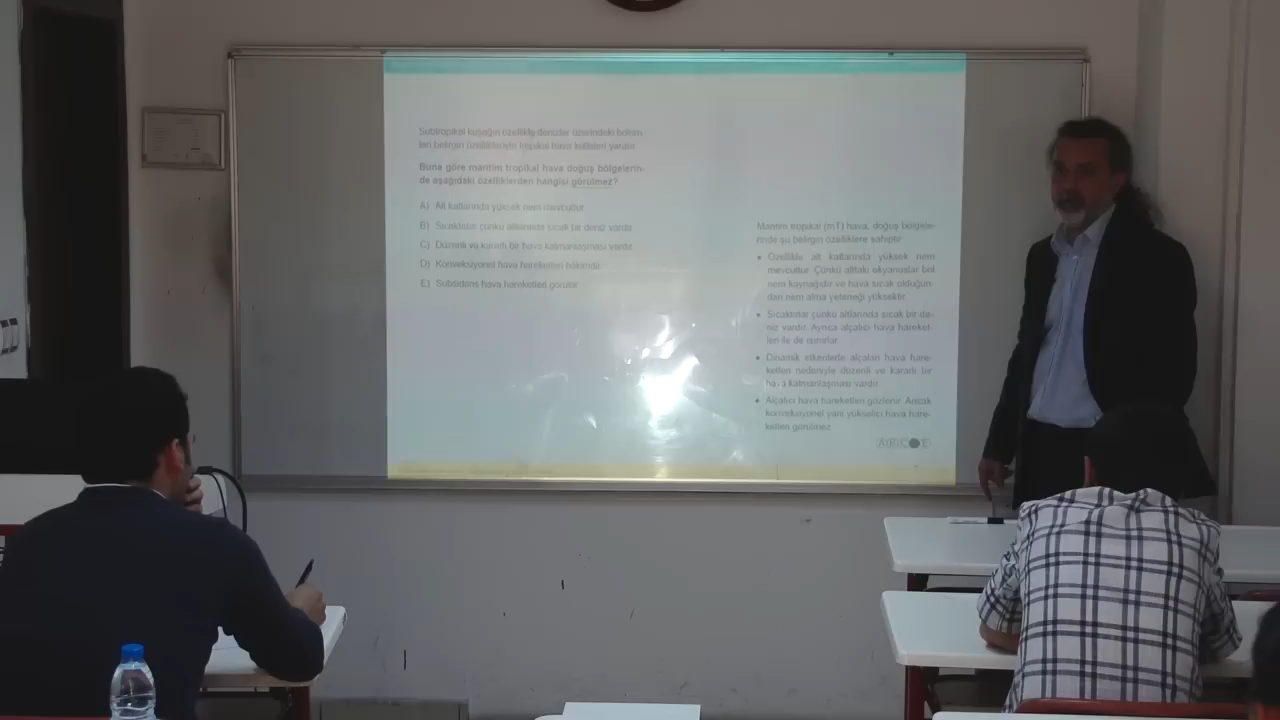 Subtropikal kuşağın özellikle denizler üzerindeki bölüm-
leri belirgin özellikleriyle tropikal hava kütleleri yaratır.
Buna göre maritim tropikal hava doğuş bölgelerin-
de aşağıdaki özelliklerden hangisi görülmez?
A) Alt katlarında yüksek nem mevcuttur.
B) Sıcaktırlar çünkü altlarında sıcak bir deniz vardır.
C) Düzenli ve kararlı bir hava katmanlaşması vardır.
D) Konveksiyonel hava hareketleri hâkimdir.
E) Subsidans hava hareketleri görülür.
Maritim tropikal (mT) hava, doğuş bölgele-
rinde şu belirgin özelliklere sahiptir:
• Özellikle alt katlarında yüksek nem
mevcuttur. Çünkü alttaki okyanuslar bol
nem kaynağıdır ve hava sıcak olduğun-
dan nem alma yeteneği yüksektir.
• Sıcaktırlar çünkü altlarında sıcak bir de-
niz vardır. Ayrıca alçalıcı hava hareket-
leri ile de ısınırlar.
• Dinamik etkenlerle alçalan hava hare-
ketleri nedeniyle düzenli ve kararlı bir
hava katmanlaşması vardır.
• Alçalıcı hava hareketleri gözlenir. Ancak
konveksiyonel yani yükselici hava hare-
ketleri görülmez.
A B C E